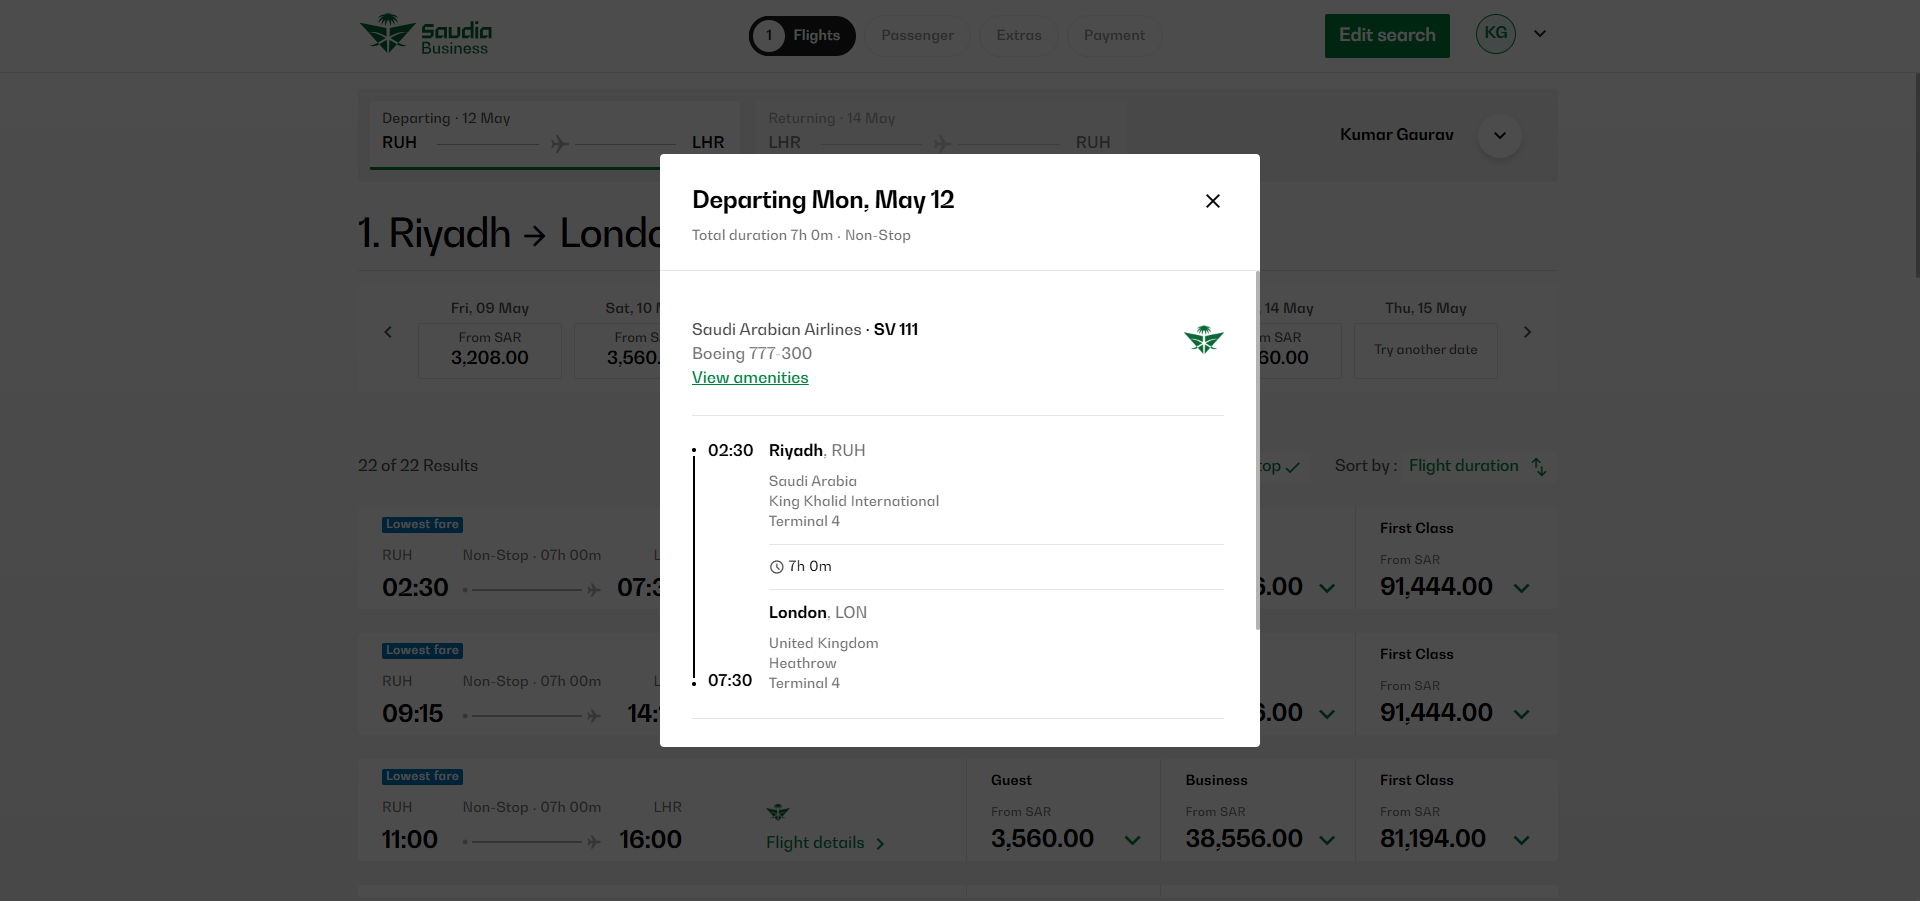 Saudia
Business
1 Flights
Passenger
Extras
Payment
Edit search
KG
Departing · 12 May
RUH LHR
Returning · 14 May
LHR RUH
Kumar Gaurav
1. Riyadh → Lond
Fri, 09 May
From SAR
3,208.00
Sat, 10
From S
3,560.
14 May
m SAR
60.00
Thu, 15 May
Try another date
22 of 22 Results
op
Sort by : Flight duration
Departing Mon, May 12
Total duration 7h 0m · Non-Stop
Saudi Arabian Airlines · SV 111
Boeing 777-300
View amenities
02:30 Riyadh, RUH
Saudi Arabia
King Khalid International
Terminal 4
7h 0m
London, LON
United Kingdom
Heathrow
07:30 Terminal 4
Lowest fare
RUH Non-Stop · 07h 00m L
02:30 07:3
.00
First Class
From SAR
91,444.00
Lowest fare
RUH Non-Stop · 07h 00m L
09:15 14:
.00
First Class
From SAR
91,444.00
Lowest fare
RUH Non-Stop · 07h 00m LHR
11:00 16:00
Flight details
Guest
From SAR
3,560.00
Business
From SAR
38,556.00
First Class
From SAR
81,194.00